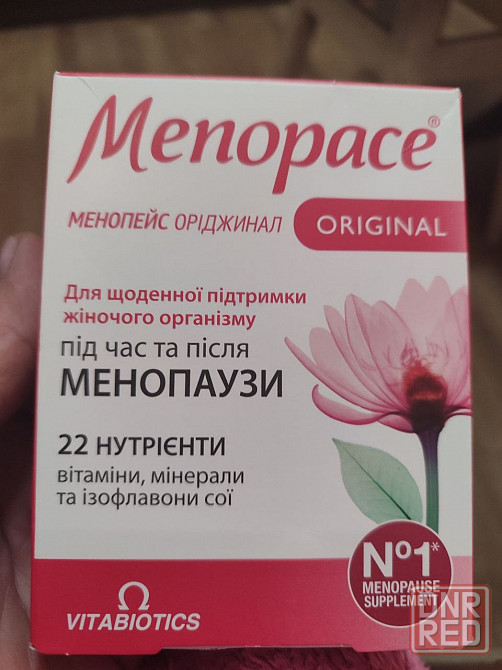 Menopace®
МЕНОПЕЙС ОРІДЖИНАЛ
ORIGINAL
Для щоденної підтримки
жіночого організму
під час та після
МЕНОПАУЗИ
22 НУТРІЄНТИ
вітаміни, мінерали
та ізофлавони сої
Nº1*
MENOPAUSE
SUPPLEMENT
VITABIOTICS
DNR
RED